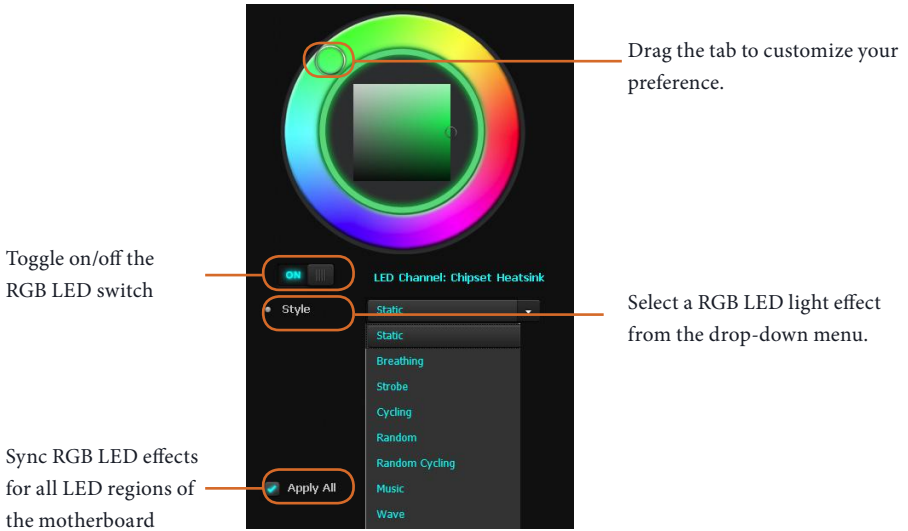 Drag the tab to customize your
preference.
Toggle on/off the
RGB LED switch
ON
LED Channel: Chipset Heatsink
Style
Static
Select a RGB LED light effect
from the drop-down menu.
Static
Breathing
Strobe
Cycling
Random
Random Cycling
Music
Wave
Sync RGB LED effects
for all LED regions of
the motherboard
Apply All